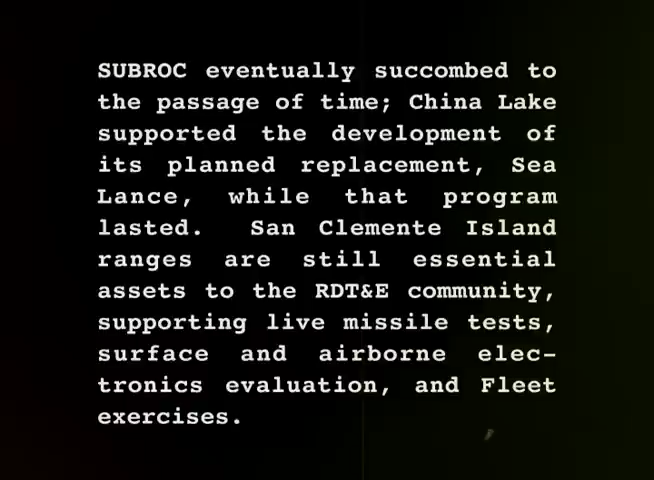 SUBROC eventually succombed to
the passage of time; China Lake
supported the development of
its planned replacement, Sea
Lance, while that program
lasted. San Clemente Island
ranges are still essential
assets to the RDT&E community,
supporting live missile tests,
surface and airborne elec-
tronics evaluation, and Fleet
exercises.